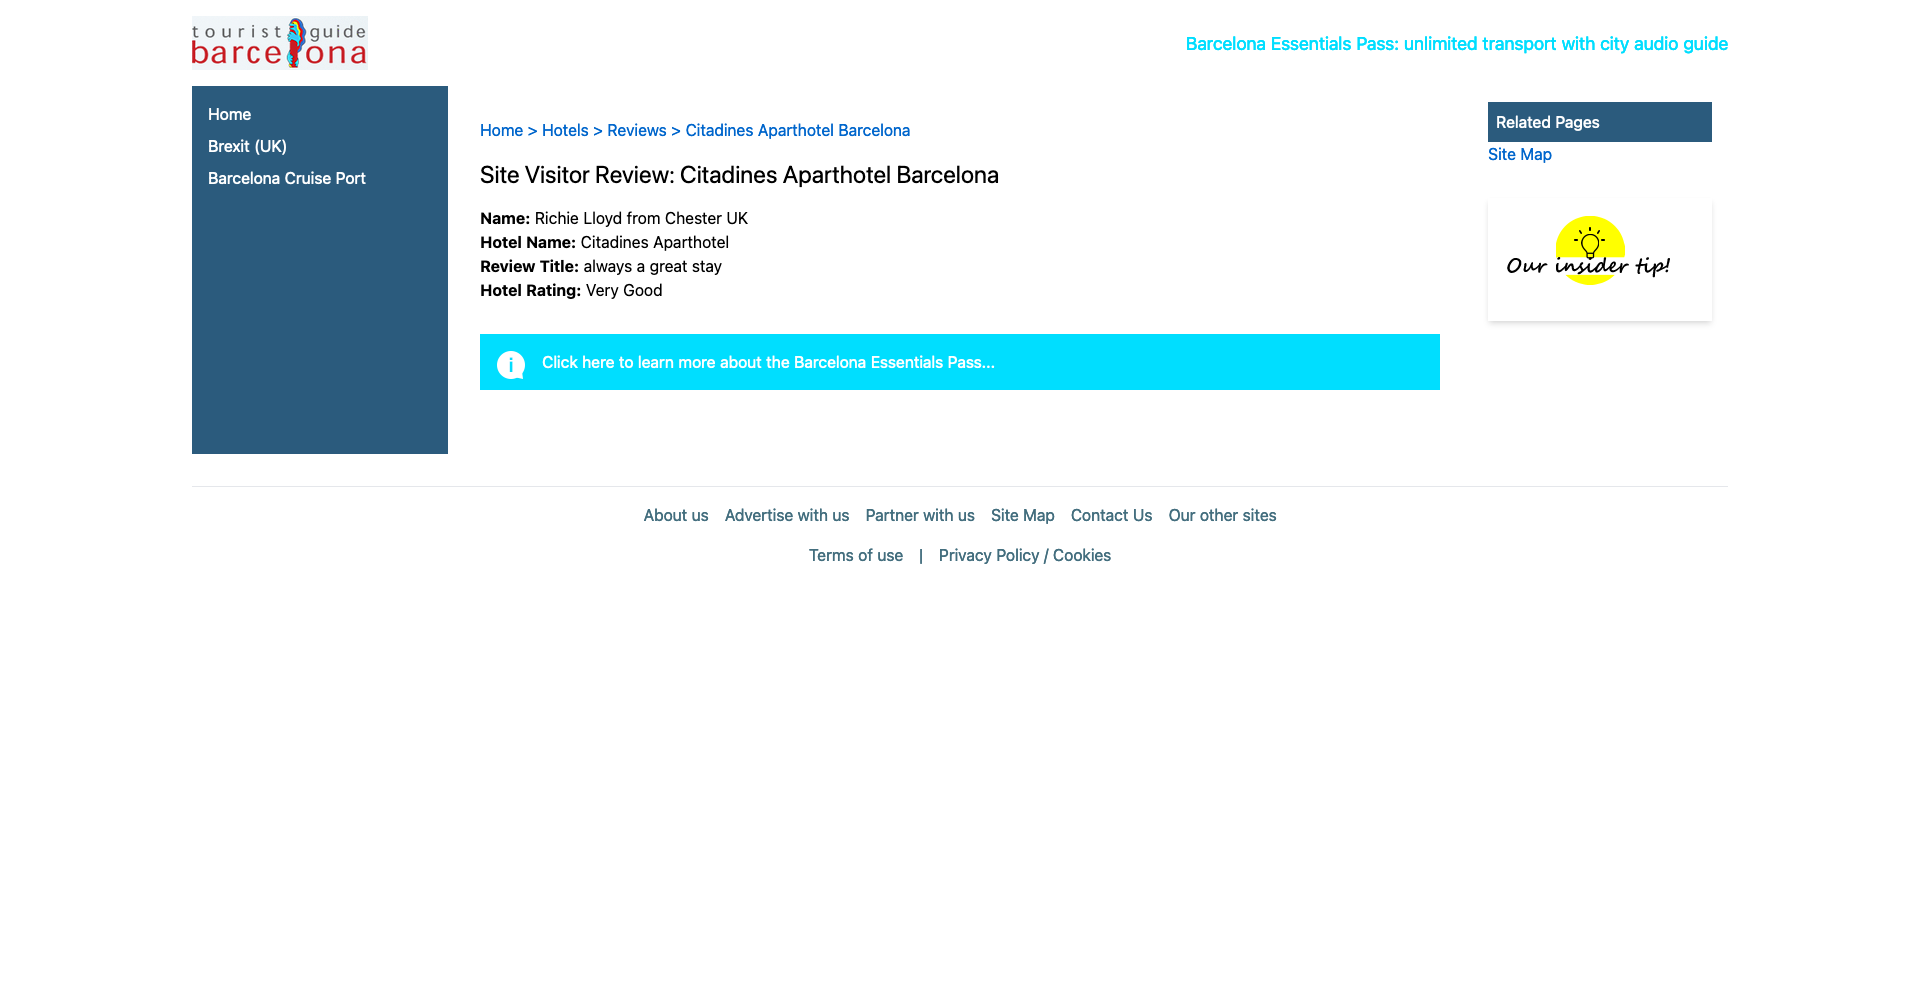 tourist guide
barcelona
Barcelona Essentials Pass: unlimited transport with city audio guide
Home
Brexit (UK)
Barcelona Cruise Port
Home > Hotels > Reviews > Citadines Aparthotel Barcelona
Site Visitor Review: Citadines Aparthotel Barcelona
Name: Richie Lloyd from Chester UK
Hotel Name: Citadines Aparthotel
Review Title: always a great stay
Hotel Rating: Very Good
i Click here to learn more about the Barcelona Essentials Pass...
Related Pages
Site Map
Our insider tip!
About us Advertise with us Partner with us Site Map Contact Us Our other sites
Terms of use | Privacy Policy / Cookies